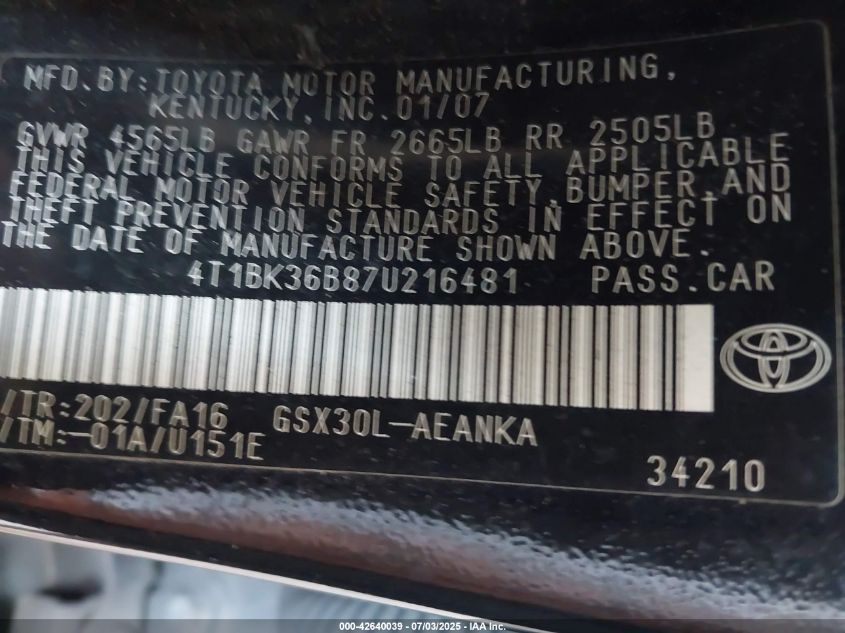 MFD.BY:TOYOTA MOTOR MANUFACTURING,
KENTUCKY,INC.01/07
GVWR 4565LB GAWR FR 2665LB RR 2505LB
THIS VEHICLE CONFORMS TO ALL APPLICABLE
FEDERAL MOTOR VEHICLE SAFETY,BUMPER,AND
THEFT PREVENTION STANDARDS IN EFFECT ON
THE DATE OF MANUFACTURE SHOWN ABOVE.
4T1BK36B87U216481 PASS.CAR
/TR:202/FA16 GSX30L-AEANKA
/TM:-01A/U151E
34210
000-42640039 - 07/03/2025 - © IAA Inc.